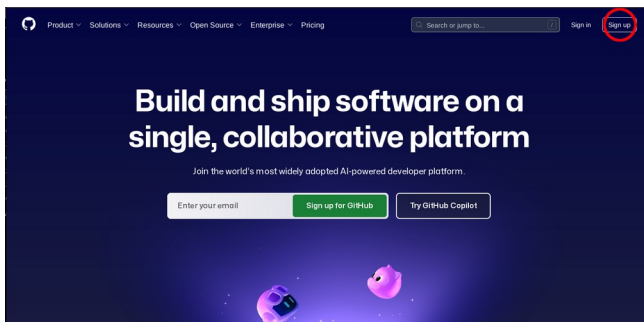 Product Solutions Resources Open Source Enterprise Pricing Search or jump to... / Sign in Sign up
Build and ship software on a
single, collaborative platform
Join the world's most widely adopted AI-powered developer platform.
Enter your email Sign up for GitHub Try GitHub Copilot